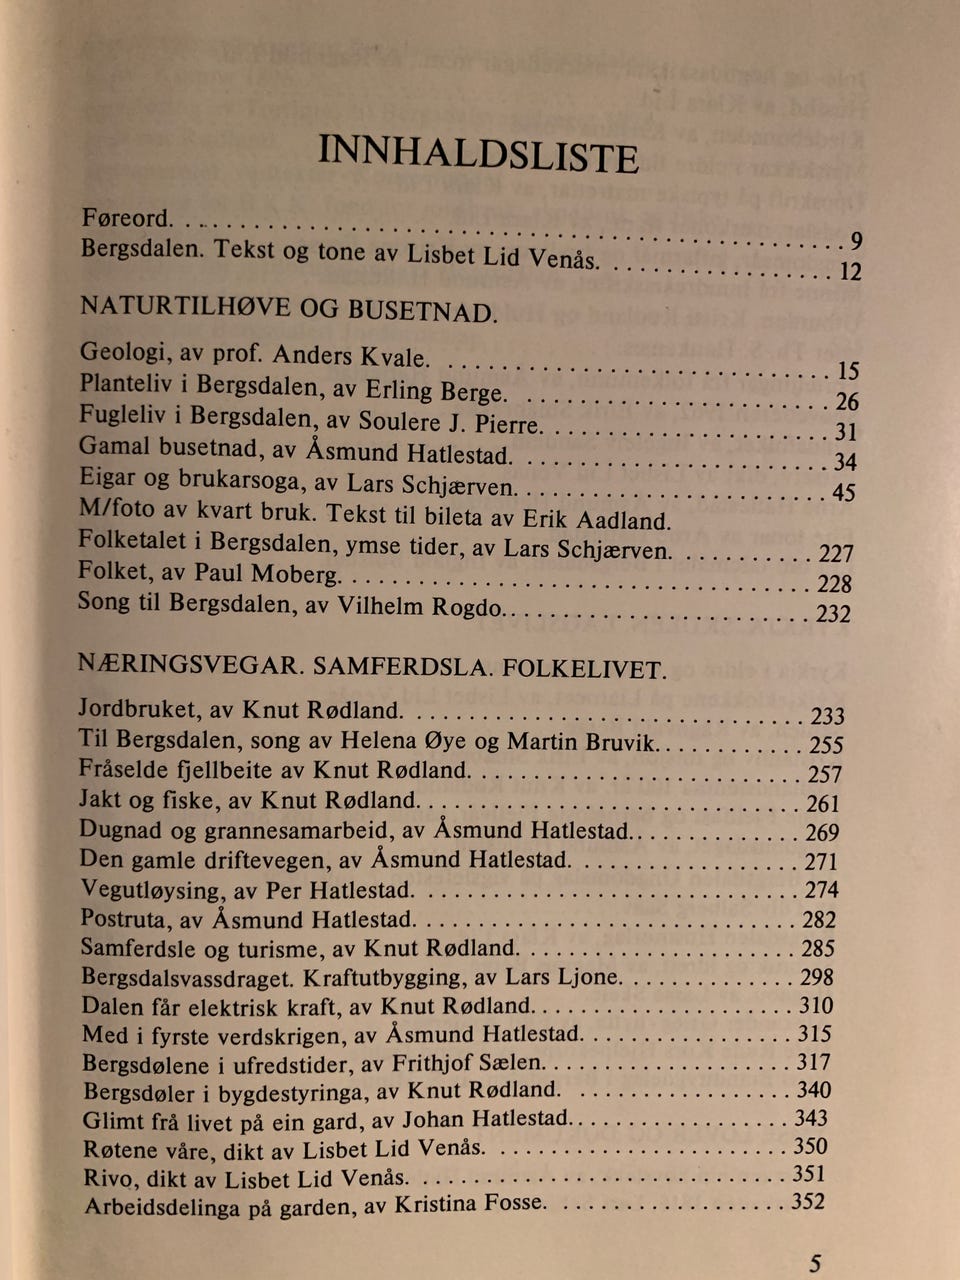 INNHALDSLISTE
Føreord. . . . . . . . . . . . . . . . . . . . . . . . . . . . . . . . . . . . . . . . . . . . . . . 9
Bergsdalen. Tekst og tone av Lisbet Lid Venås. . . . . . . . . . . . . . . . . . 12
NATURTILHØVE OG BUSETNAD.
Geologi, av prof. Anders Kvale. . . . . . . . . . . . . . . . . . . . . . . . . . . . . . . 15
Planteliv i Bergsdalen, av Erling Berge. . . . . . . . . . . . . . . . . . . . . . . . 26
Fugleliv i Bergsdalen, av Soulere J. Pierre. . . . . . . . . . . . . . . . . . . . . . 31
Gamal busetnad, av Åsmund Hatlestad. . . . . . . . . . . . . . . . . . . . . . . . 34
Eigar og brukarsoga, av Lars Schjærven. . . . . . . . . . . . . . . . . . . . . . . . 45
M/foto av kvart bruk. Tekst til bileta av Erik Aadland.
Folketalet i Bergsdalen, ymse tider, av Lars Schjærven. . . . . . . . . . . 227
Folket, av Paul Moberg. . . . . . . . . . . . . . . . . . . . . . . . . . . . . . . . . . . . 228
Song til Bergsdalen, av Vilhelm Rogdo. . . . . . . . . . . . . . . . . . . . . . . . 232
NÆRINGSVEGAR. SAMFERDSLA. FOLKELIVET.
Jordbruket, av Knut Rødland. . . . . . . . . . . . . . . . . . . . . . . . . . . . . . . 233
Til Bergsdalen, song av Helena Øye og Martin Bruvik. . . . . . . . . . . . 255
Fråselde fjellbeite av Knut Rødland. . . . . . . . . . . . . . . . . . . . . . . . . . 257
Jakt og fiske, av Knut Rødland. . . . . . . . . . . . . . . . . . . . . . . . . . . . . . 261
Dugnad og grannesamarbeid, av Åsmund Hatlestad. . . . . . . . . . . . . . 269
Den gamle driftevegen, av Åsmund Hatlestad. . . . . . . . . . . . . . . . . . 271
Vegutløysing, av Per Hatlestad. . . . . . . . . . . . . . . . . . . . . . . . . . . . . . 274
Postruta, av Åsmund Hatlestad. . . . . . . . . . . . . . . . . . . . . . . . . . . . . . 282
Samferdsle og turisme, av Knut Rødland. . . . . . . . . . . . . . . . . . . . . . 285
Bergsdalsvassdraget. Kraftutbygging, av Lars Ljone. . . . . . . . . . . . . . 298
Dalen får elektrisk kraft, av Knut Rødland. . . . . . . . . . . . . . . . . . . . . 310
Med i fyrste verdskrigen, av Åsmund Hatlestad. . . . . . . . . . . . . . . . . 315
Bergsdølene i ufredstider, av Frithjof Sælen. . . . . . . . . . . . . . . . . . . . 317
Bergsdøler i bygdestyringa, av Knut Rødland. . . . . . . . . . . . . . . . . . 340
Glimt frå livet på ein gard, av Johan Hatlestad. . . . . . . . . . . . . . . . . . 343
Røtene våre, dikt av Lisbet Lid Venås. . . . . . . . . . . . . . . . . . . . . . . . 350
Rivo, dikt av Lisbet Lid Venås. . . . . . . . . . . . . . . . . . . . . . . . . . . . . . 351
Arbeidsdelinga på garden, av Kristina Fosse. . . . . . . . . . . . . . . . . . . 352
5